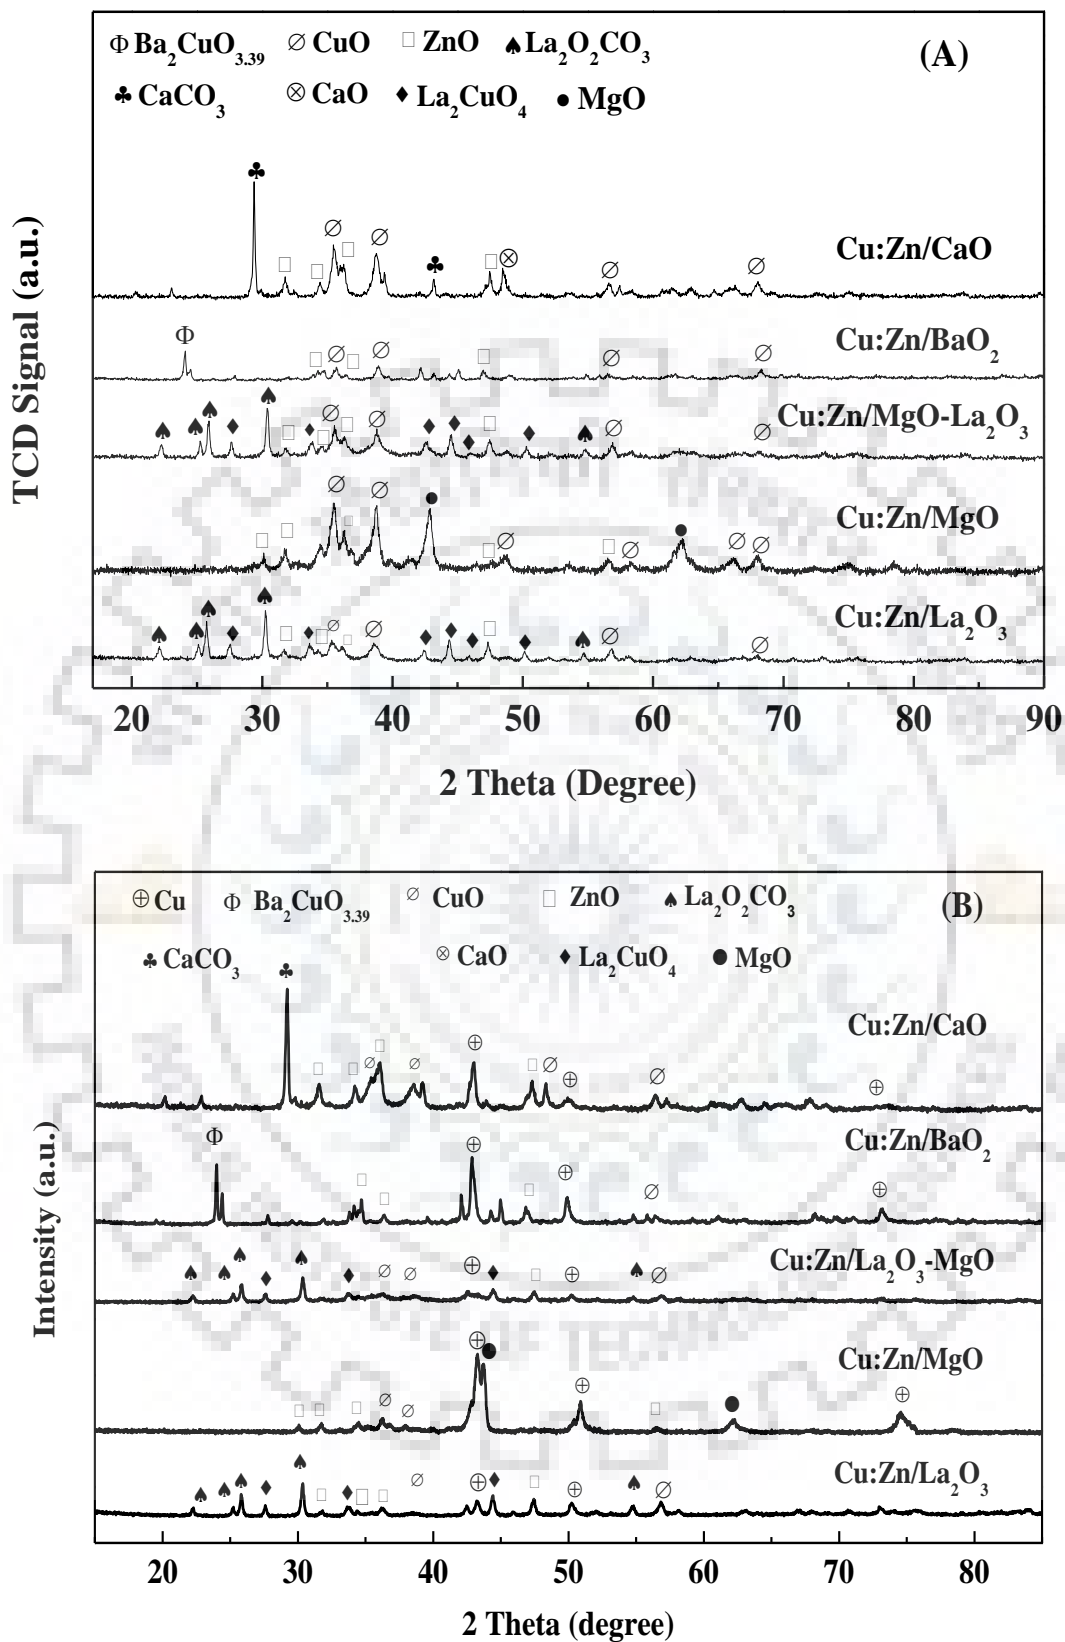 Φ Ba₂CuO₃.₃₉ ∅ CuO □ ZnO ♠ La₂O₂CO₃ (A)
♣ CaCO₃ ⊗ CaO ♦ La₂CuO₄ ● MgO
TCD Signal (a.u.)
Cu:Zn/CaO
Cu:Zn/BaO₂
Cu:Zn/MgO-La₂O₃
Cu:Zn/MgO
Cu:Zn/La₂O₃
20 30 40 50 60 70 80 90
2 Theta (Degree)
⊕ Cu Φ Ba₂CuO₃.₃₉ ∅ CuO □ ZnO ♠ La₂O₂CO₃ (B)
♣ CaCO₃ ⊗ CaO ♦ La₂CuO₄ ● MgO
Intensity (a.u.)
Cu:Zn/CaO
Cu:Zn/BaO₂
Cu:Zn/La₂O₃-MgO
Cu:Zn/MgO
Cu:Zn/La₂O₃
20 30 40 50 60 70 80
2 Theta (degree)